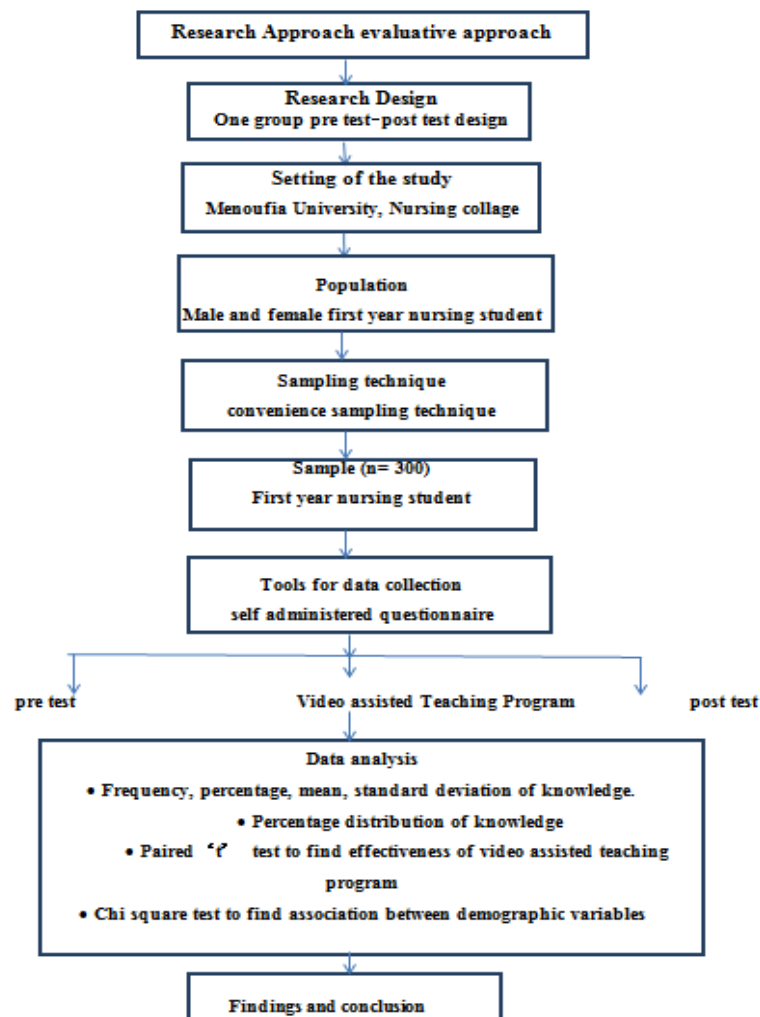 Research Approach evaluative approach
Research Design
One group pre test-post test design
Setting of the study
Menoufia University, Nursing collage
Population
Male and female first year nursing student
Sampling technique
convenience sampling technique
Sample (n= 300)
First year nursing student
Tools for data collection
self administered questionnaire
pre test Video assisted Teaching Program post test
Data analysis
• Frequency, percentage, mean, standard deviation of knowledge.
• Percentage distribution of knowledge
• Paired ‘t’ test to find effectiveness of video assisted teaching
program
• Chi square test to find association between demographic variables
Findings and conclusion